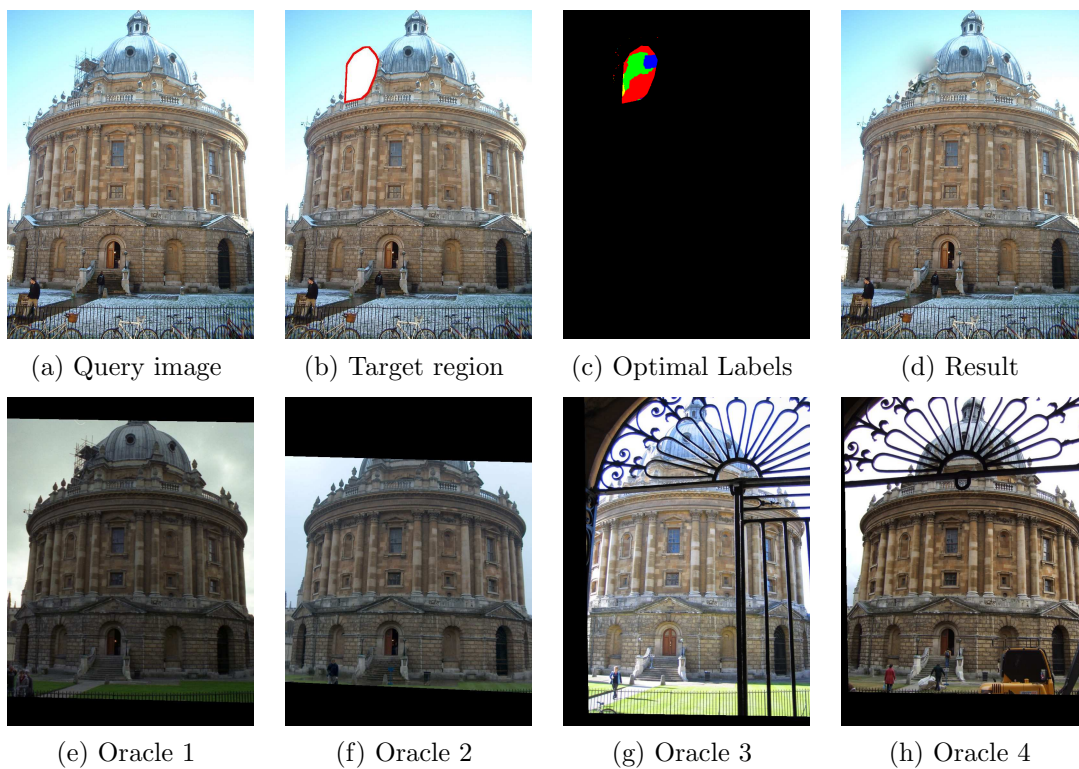 (a) Query image
(b) Target region
(c) Optimal Labels
(d) Result
(e) Oracle 1
(f) Oracle 2
(g) Oracle 3
(h) Oracle 4